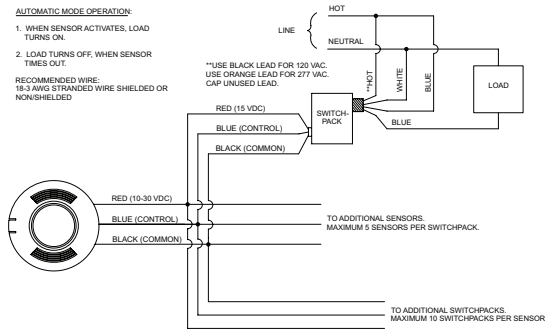 AUTOMATIC MODE OPERATION:
1. WHEN SENSOR ACTIVATES, LOAD
TURNS ON.
2. LOAD TURNS OFF, WHEN SENSOR
TIMES OUT.
RECOMMENDED WIRE:
18-3 AWG STRANDED WIRE SHIELDED OR
NON/SHIELDED
HOT
LINE
NEUTRAL
**USE BLACK LEAD FOR 120 VAC.
USE ORANGE LEAD FOR 277 VAC.
CAP UNUSED LEAD.
**HOT
WHITE
BLUE
LOAD
RED (15 VDC)
SWITCH-
PACK
BLUE
BLUE (CONTROL)
BLACK (COMMON)
RED (10-30 VDC)
BLUE (CONTROL)
BLACK (COMMON)
TO ADDITIONAL SENSORS.
MAXIMUM 5 SENSORS PER SWITCHPACK.
TO ADDITIONAL SWITCHPACKS.
MAXIMUM 10 SWITCHPACKS PER SENSOR